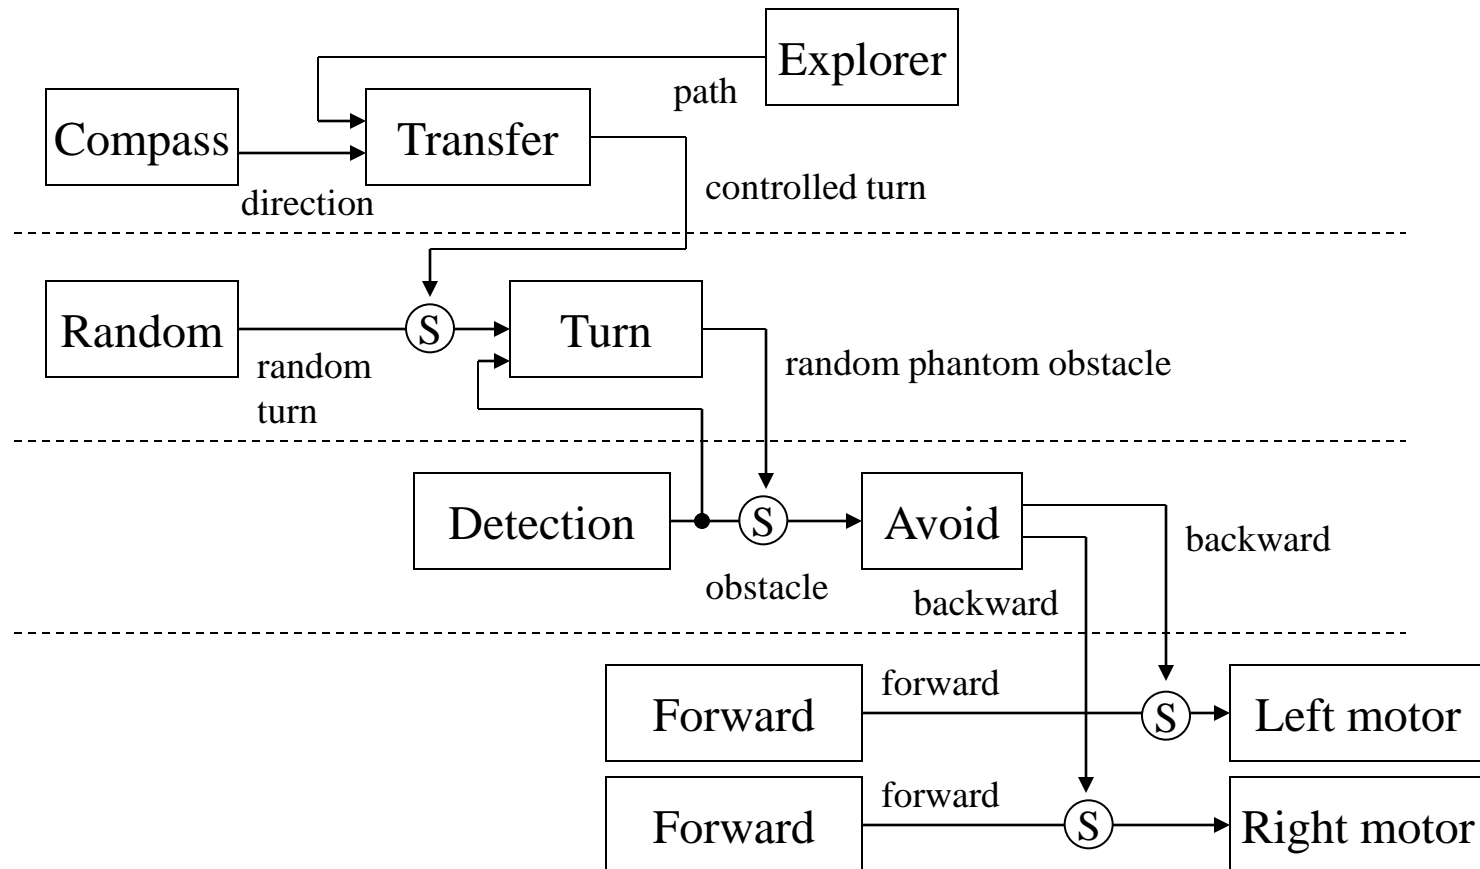 Explorer
path
Compass
Transfer
direction
controlled turn
Random
S
Turn
random
turn
random phantom obstacle
Detection
S
Avoid
obstacle
backward
backward
Forward
forward
S
Left motor
Forward
forward
S
Right motor